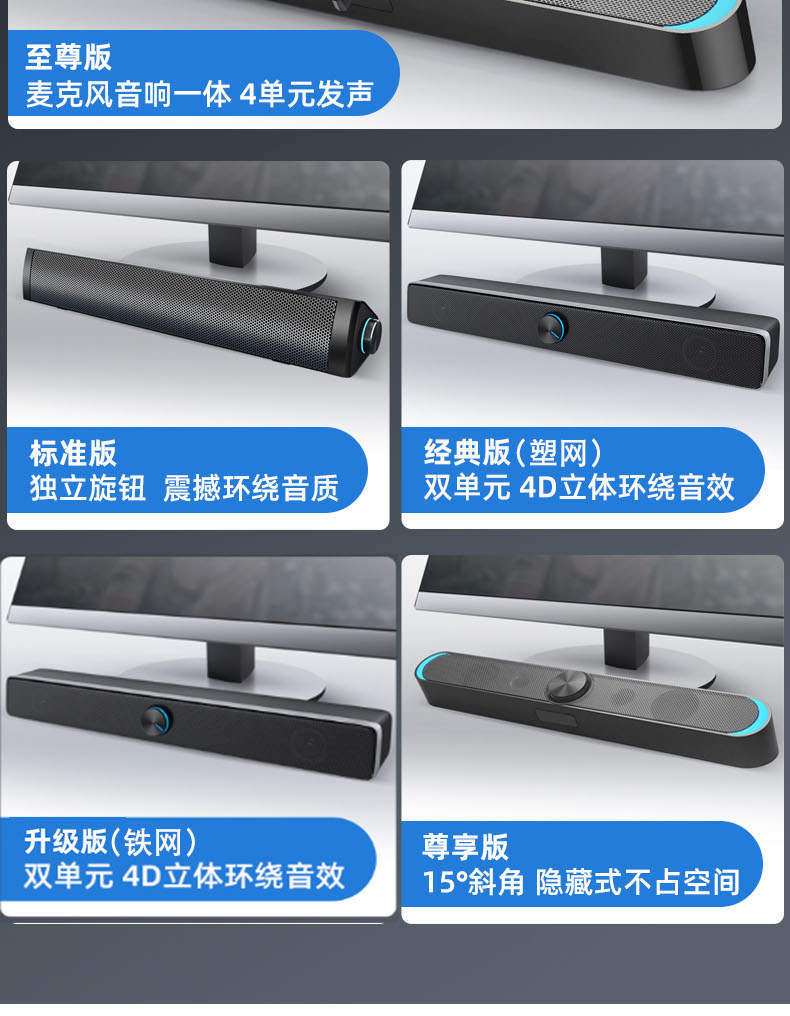 至尊版
麦克风音响一体 4单元发声
标准版
独立旋钮 震撼环绕音质
经典版（塑网）
双单元 4D立体环绕音效
升级版（铁网）
双单元 4D立体环绕音效
尊享版
15°斜角 隐藏式不占空间